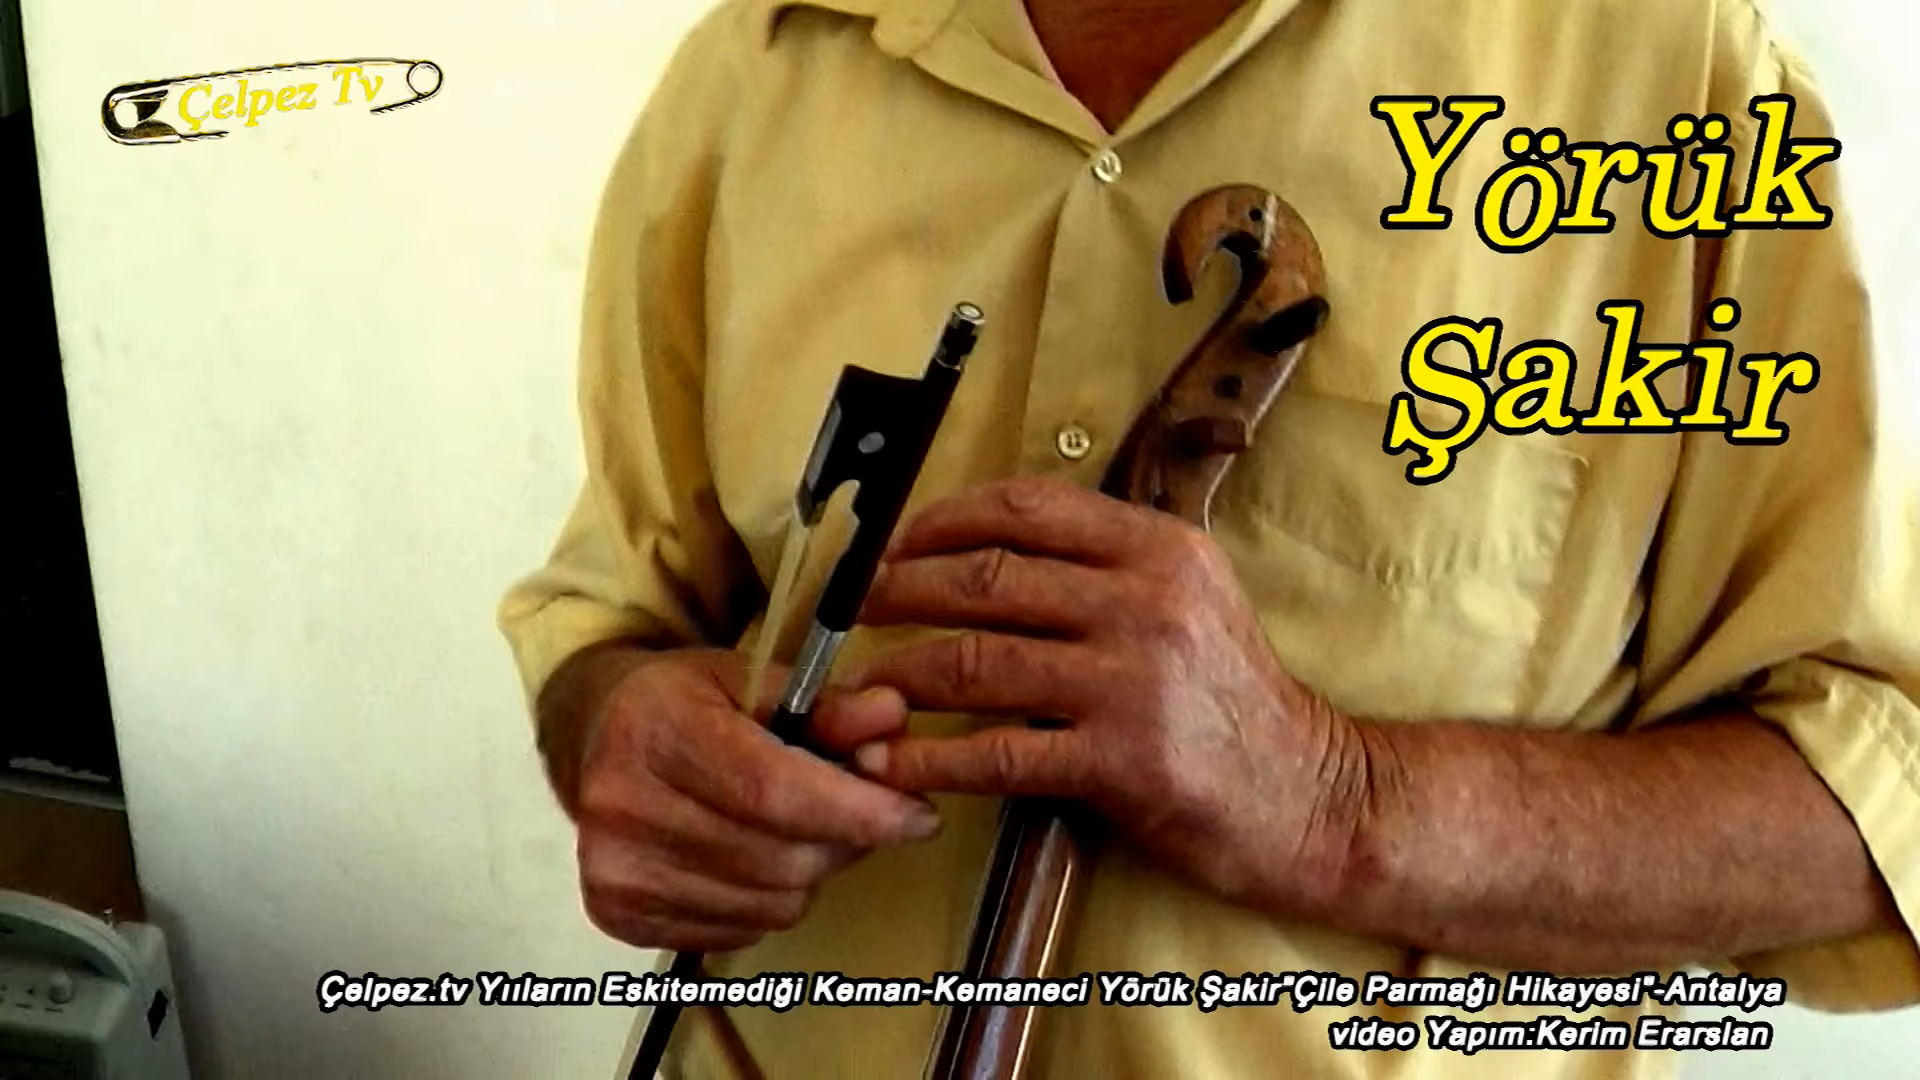 Çelpez Tv
Yörük
Şakir
Çelpez.tv Yıların Eskitemediği Keman-Kemaneci Yörük Şakir"Çile Parmağı Hikayesi"-Antalya
video Yapım:Kerim Erarslan